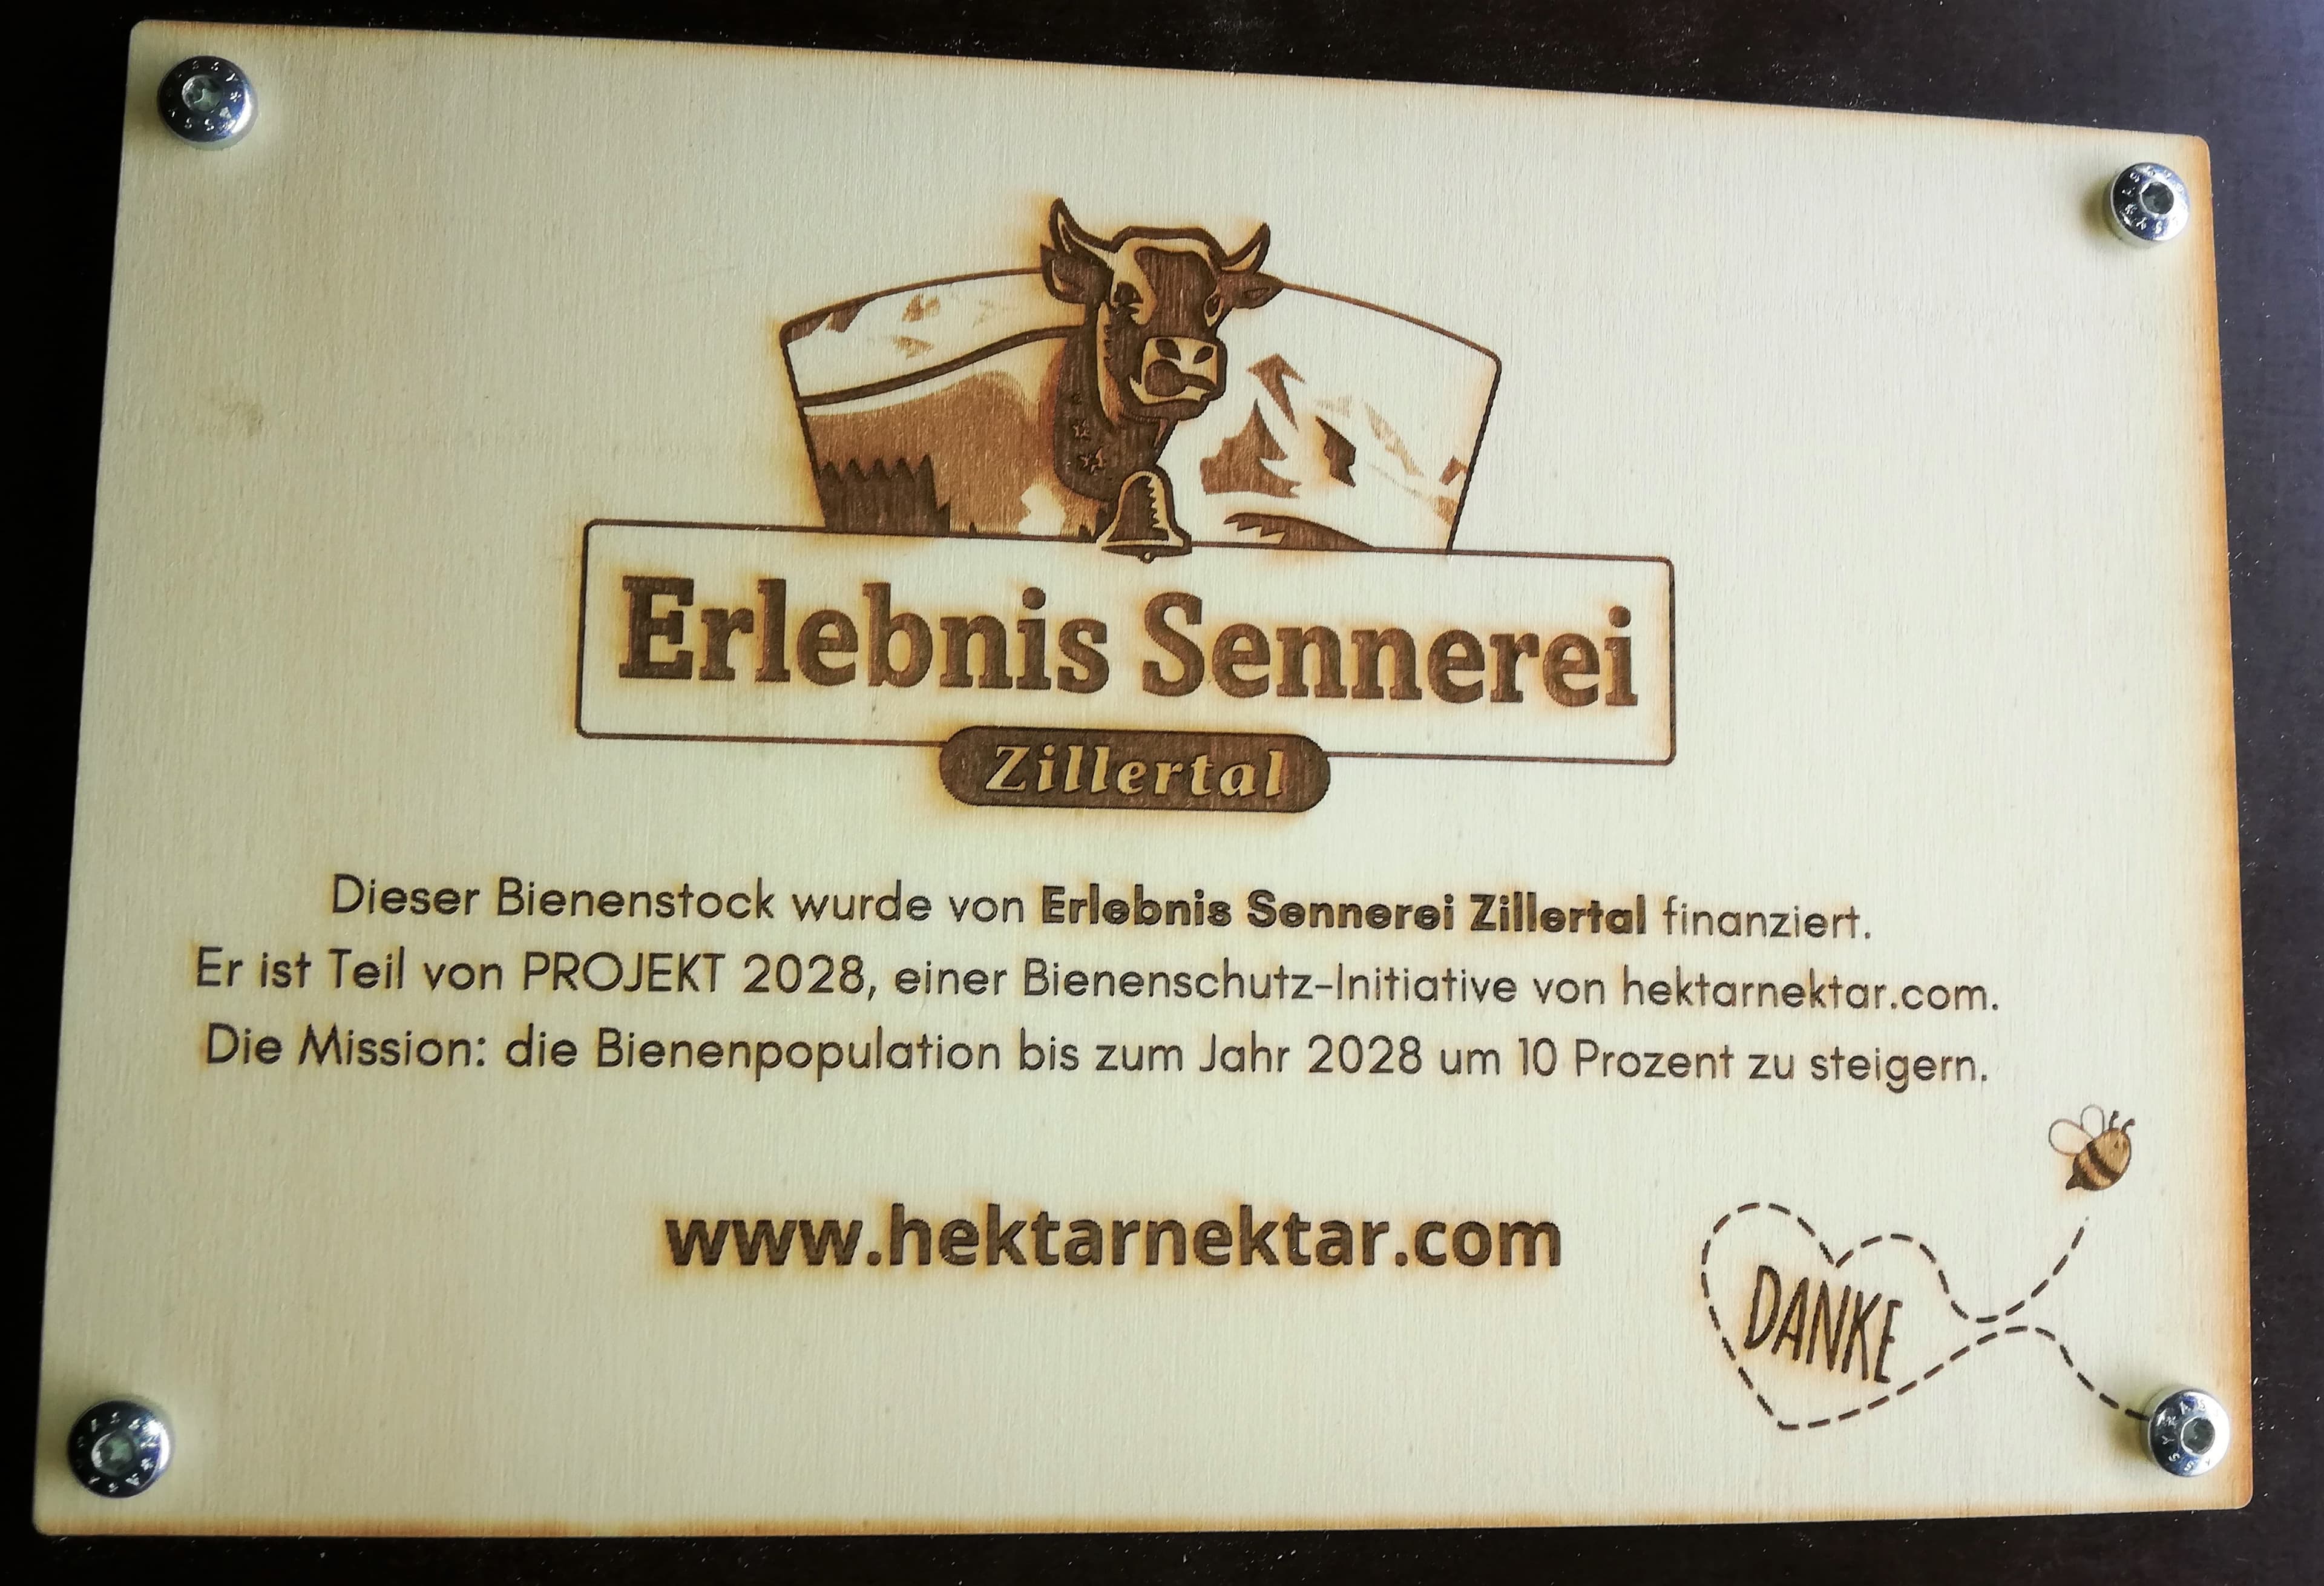 Erlebnis Sennerei
Zillertal
Dieser Bienenstock wurde von Erlebnis Sennerei Zillertal finanziert.
Er ist Teil von PROJEKT 2028, einer Bienenschutz-Initiative von hektarnektar.com.
Die Mission: die Bienenpopulation bis zum Jahr 2028 um 10 Prozent zu steigern.
www.hektarnektar.com
DANKE